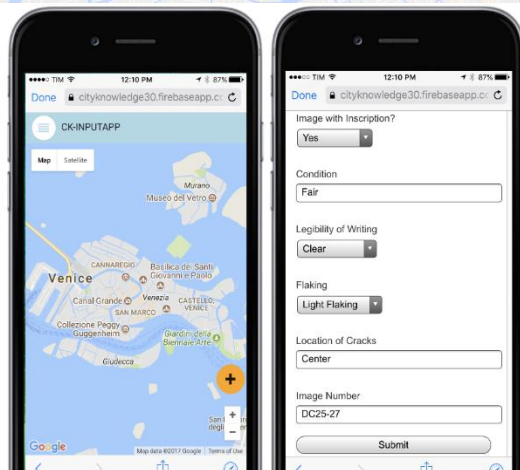 TIM 12:10 PM 87%
Done cityknowledge30.firebaseapp.cc
CK-INPUTAPP
Map Satellite
Murano
Museo del Vetro
CANNAREGIO
Basilica dei Santi
Giovanni e Paolo
Venice
Canal Grande
Venezia
CASTELLO,
VENICE
SAN MARCO
Collezione Peggy
Guggenheim
Giardini della
Biennale Arte
Giudecca
+
San
degli
+
−
Google
Map data ©2017 Google Terms of Use
TIM 12:10 PM 87%
Done cityknowledge30.firebaseapp.cc
Image with Inscription?
Yes
Condition
Fair
Legibility of Writing
Clear
Flaking
Light Flaking
Location of Cracks
Center
Image Number
DC25-27
Submit